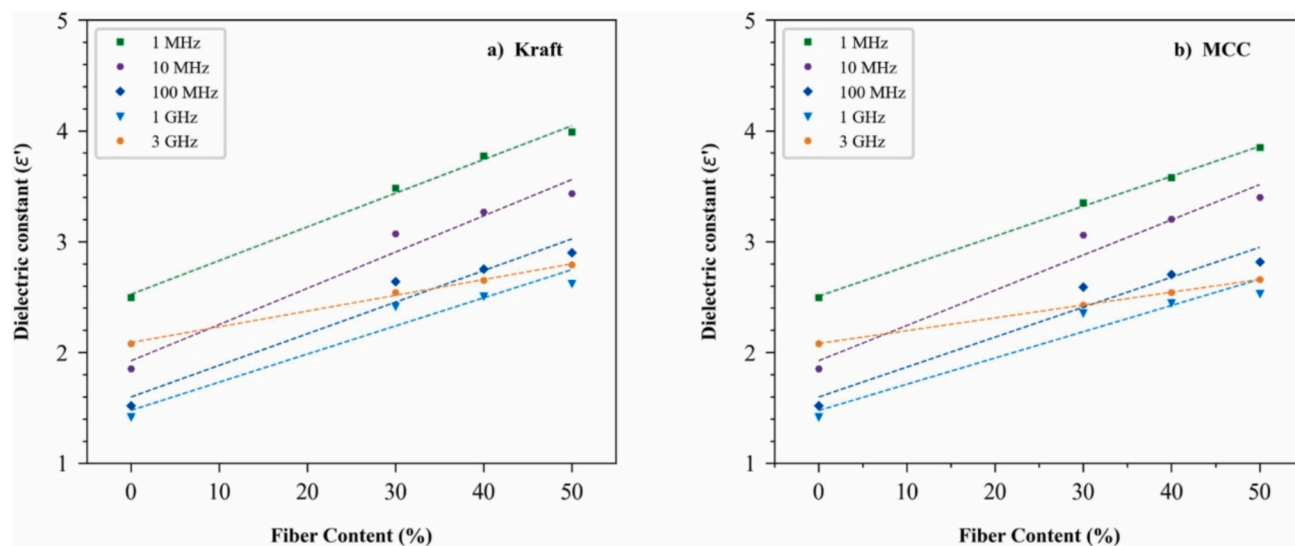 5
4
3
2
1
Dielectric constant (ε')
1 MHz
10 MHz
100 MHz
1 GHz
3 GHz
a) Kraft
0 10 20 30 40 50
Fiber Content (%)
5
4
3
2
1
Dielectric constant (ε')
1 MHz
10 MHz
100 MHz
1 GHz
3 GHz
b) MCC
0 10 20 30 40 50
Fiber Content (%)